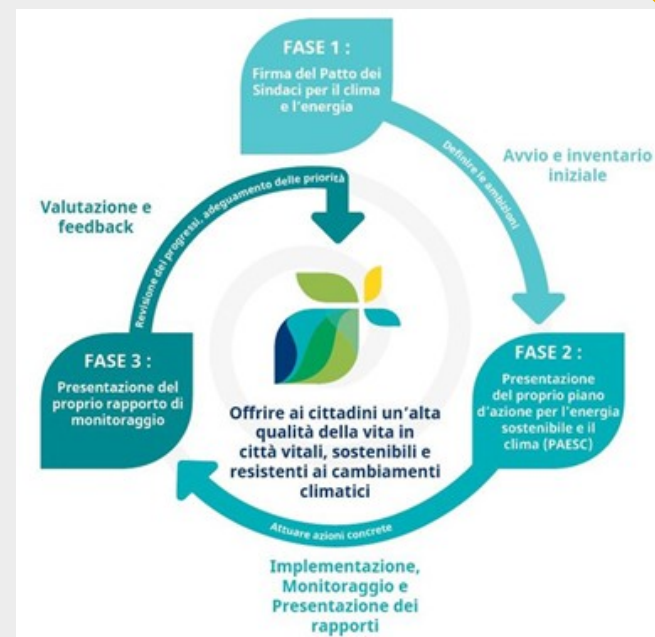 FASE 1 :
Firma del Patto dei
Sindaci per il clima
e l'energia
Definire le ambizioni
Avvio e inventario
iniziale
FASE 2 :
Presentazione
del proprio piano
d'azione per l'energia
sostenibile e il
clima (PAESC)
Attuare azioni concrete
Implementazione,
Monitoraggio e
Presentazione dei
rapporti
FASE 3 :
Presentazione del
proprio rapporto di
monitoraggio
Valutazione e
feedback
Revisione dei progressi, adeguamento delle priorità
Offrire ai cittadini un'alta
qualità della vita in
città vitali, sostenibili e
resistenti ai cambiamenti
climatici